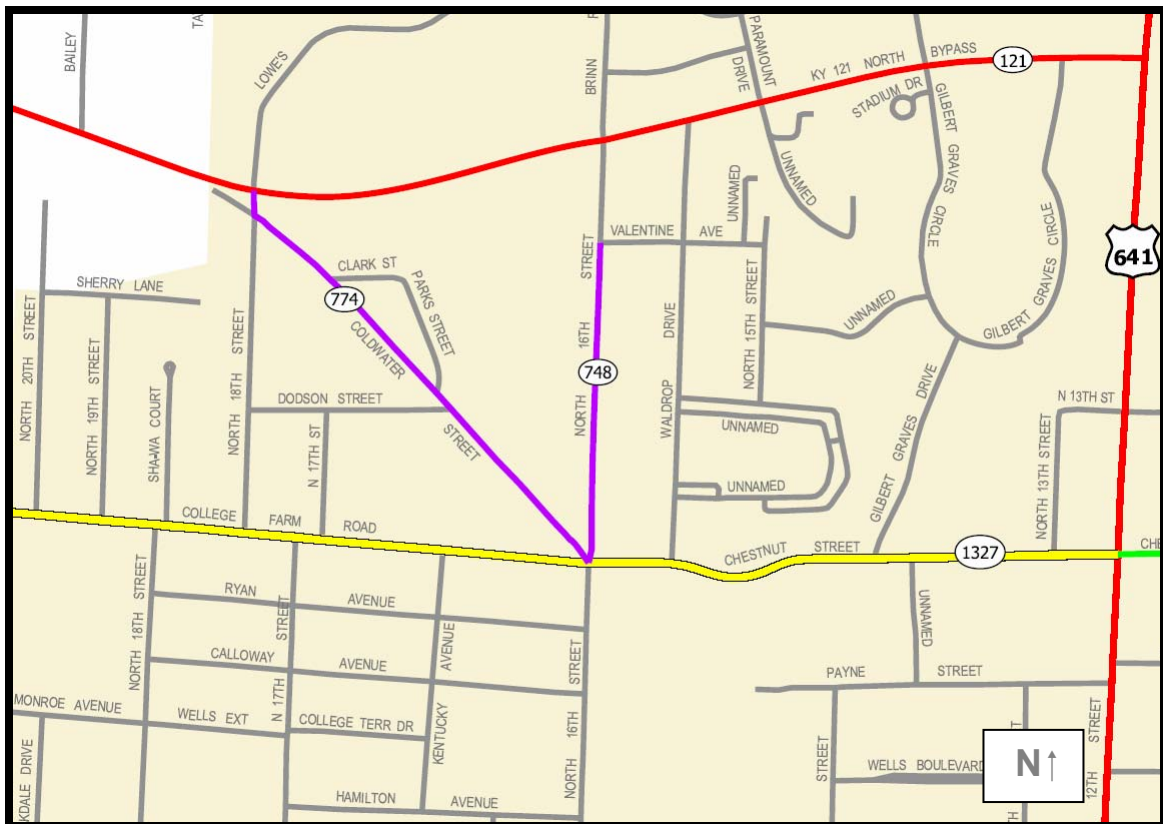 TA
BAILEY
LOWE'S
BRINN
PARAMOUNT
DRIVE
KY 121 NORTH
BYPASS
121
STADIUM DR
GILBERT GRAVES
CIRCLE
UNNAMED
UNNAMED
VALENTINE
AVE
CLARK ST
PARKS STREET
774
COLDWATER
STREET
SHERRY LANE
NORTH 20TH STREET
NORTH 19TH STREET
SHA-WA COURT
NORTH 18TH STREET
DODSON STREET
N 17TH ST
NORTH 16TH STREET
748
WALDROP DRIVE
NORTH 15TH STREET
UNNAMED
GILBERT GRAVES CIRCLE
641
GILBERT GRAVES DRIVE
UNNAMED
UNNAMED
N 13TH ST
NORTH 13TH STREET
COLLEGE FARM ROAD
CHESTNUT STREET
1327
CHE
NORTH 18TH STREET
RYAN AVENUE
N 17TH STREET
CALLOWAY AVENUE
KENTUCKY AVENUE
NORTH 16TH STREET
MONROE AVENUE
WELLS EXT
COLLEGE TERR DR
HAMILTON AVENUE
KDALE DRIVE
UNNAMED
PAYNE STREET
STREET
WELLS BOULEVARD
12TH STREET
N